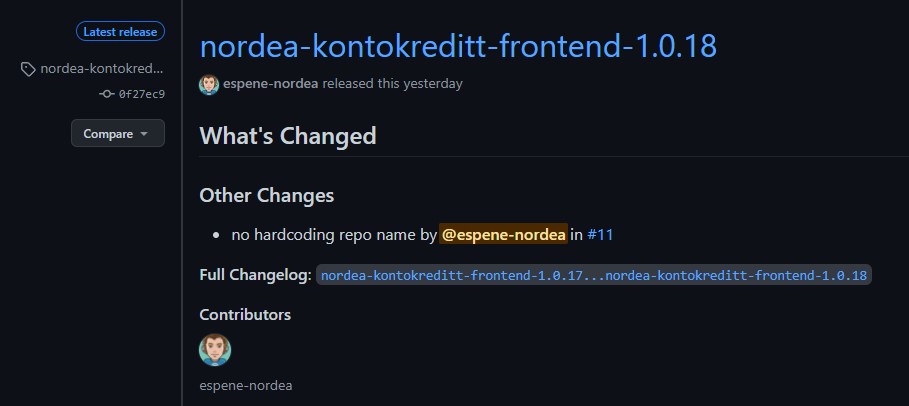 Latest release
nordea-kontokred...
0f27ec9
Compare
nordea-kontokreditt-frontend-1.0.18
espene-nordea released this yesterday
What's Changed
Other Changes
• no hardcoding repo name by @espene-nordea in #11
Full Changelog: nordea-kontokreditt-frontend-1.0.17...nordea-kontokreditt-frontend-1.0.18
Contributors
espene-nordea